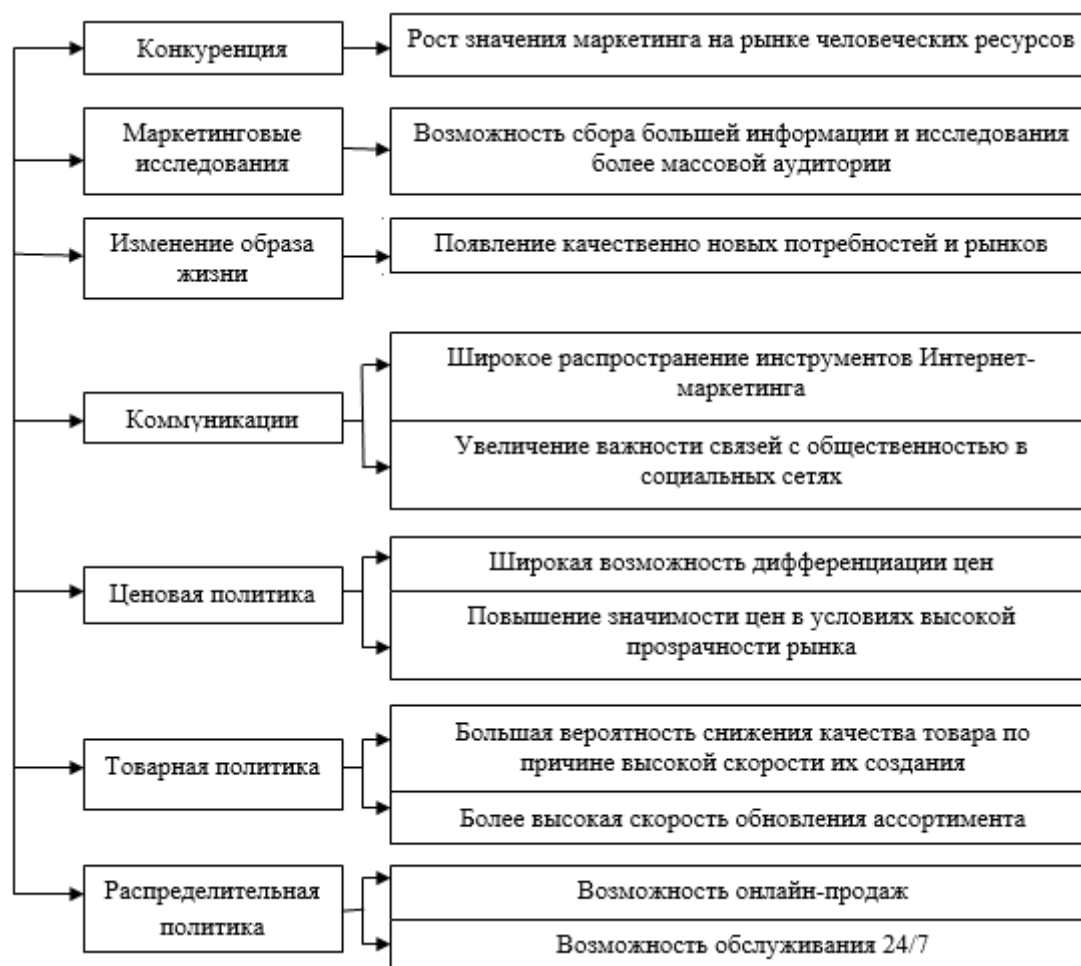 Конкуренция
Рост значения маркетинга на рынке человеческих ресурсов
Маркетинговые
исследования
Возможность сбора большей информации и исследования
более массовой аудитории
Изменение образа
жизни
Появление качественно новых потребностей и рынков
Коммуникации
Широкое распространение инструментов Интернет-
маркетинга
Увеличение важности связей с общественностью в
социальных сетях
Ценовая политика
Широкая возможность дифференциации цен
Повышение значимости цен в условиях высокой
прозрачности рынка
Товарная политика
Большая вероятность снижения качества товара по
причине высокой скорости их создания
Более высокая скорость обновления ассортимента
Распределительная
политика
Возможность онлайн-продаж
Возможность обслуживания 24/7